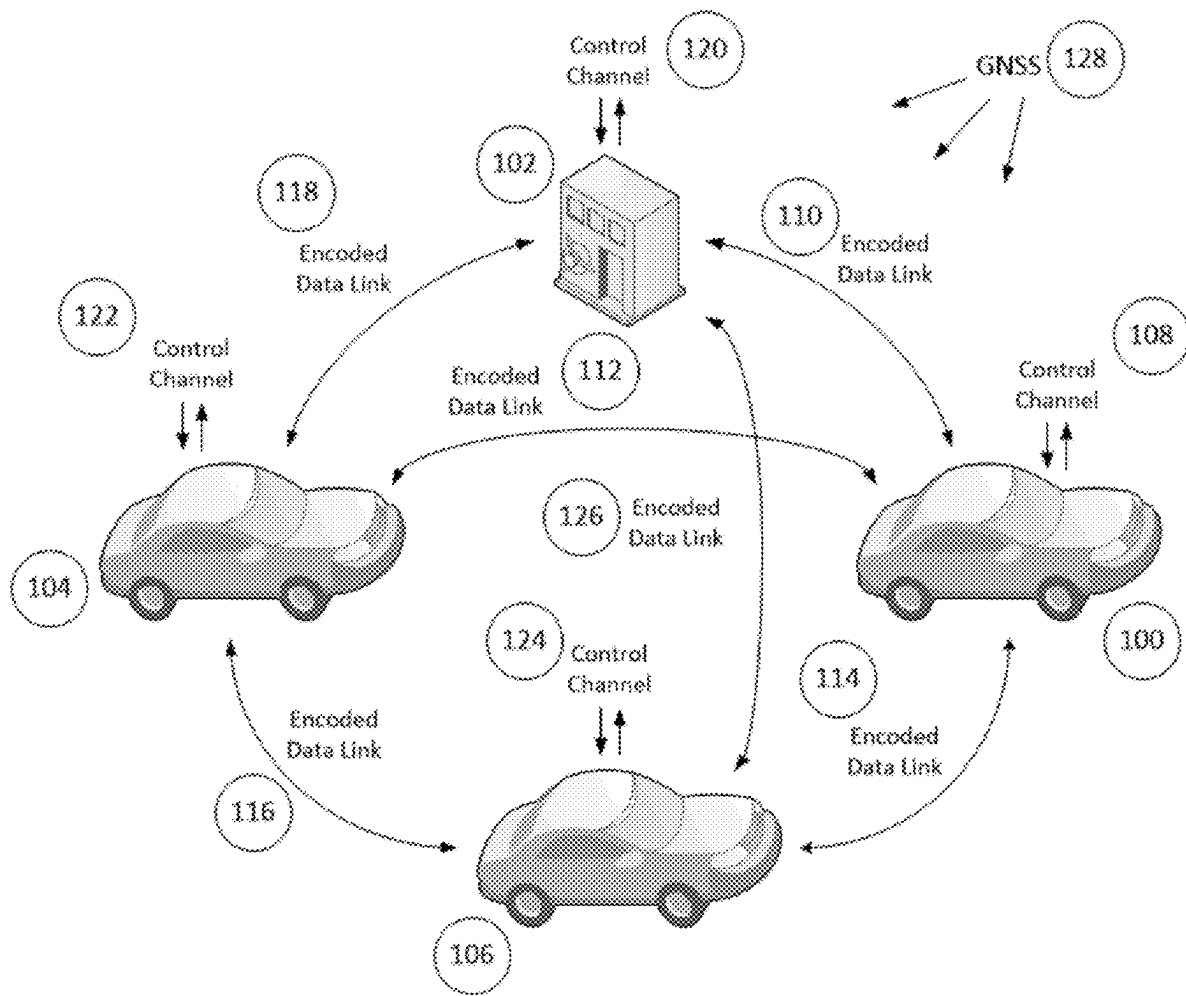 Control
Channel
120
GNSS
128
102
118
Encoded
Data Link
110
Encoded
Data Link
122
Control
Channel
Encoded
Data Link
112
108
Control
Channel
126
Encoded
Data Link
104
124
Control
Channel
100
114
Encoded
Data Link
Encoded
Data Link
116
106